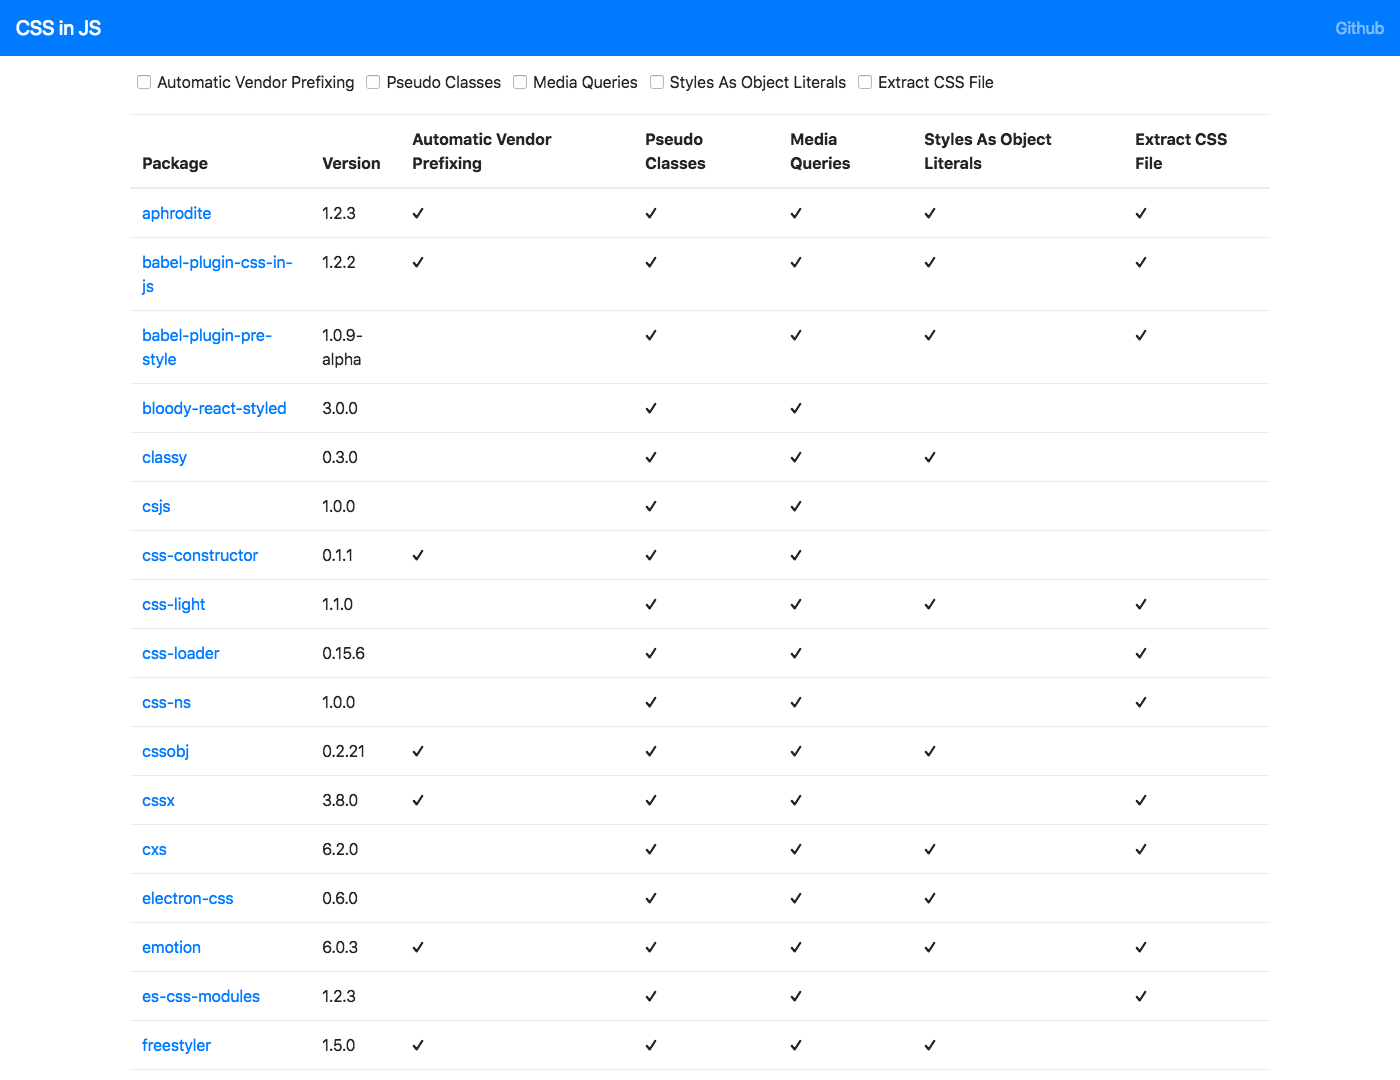 CSS in JS Github
Automatic Vendor Prefixing Pseudo Classes Media Queries Styles As Object Literals Extract CSS File
Package Version Automatic Vendor Prefixing Pseudo Classes Media Queries Styles As Object Literals Extract CSS File
aphrodite 1.2.3 ✓ ✓ ✓ ✓ ✓
babel-plugin-css-in- 1.2.2 ✓ ✓ ✓ ✓ ✓
js
babel-plugin-pre- 1.0.9- ✓ ✓ ✓ ✓
style alpha
bloody-react-styled 3.0.0 ✓ ✓
classy 0.3.0 ✓ ✓ ✓
csjs 1.0.0 ✓ ✓
css-constructor 0.1.1 ✓ ✓ ✓
css-light 1.1.0 ✓ ✓ ✓ ✓
css-loader 0.15.6 ✓ ✓ ✓
css-ns 1.0.0 ✓ ✓ ✓
cssobj 0.2.21 ✓ ✓ ✓ ✓
cssx 3.8.0 ✓ ✓ ✓ ✓
cxs 6.2.0 ✓ ✓ ✓ ✓
electron-css 0.6.0 ✓ ✓ ✓
emotion 6.0.3 ✓ ✓ ✓ ✓ ✓
es-css-modules 1.2.3 ✓ ✓ ✓
freestyler 1.5.0 ✓ ✓ ✓ ✓